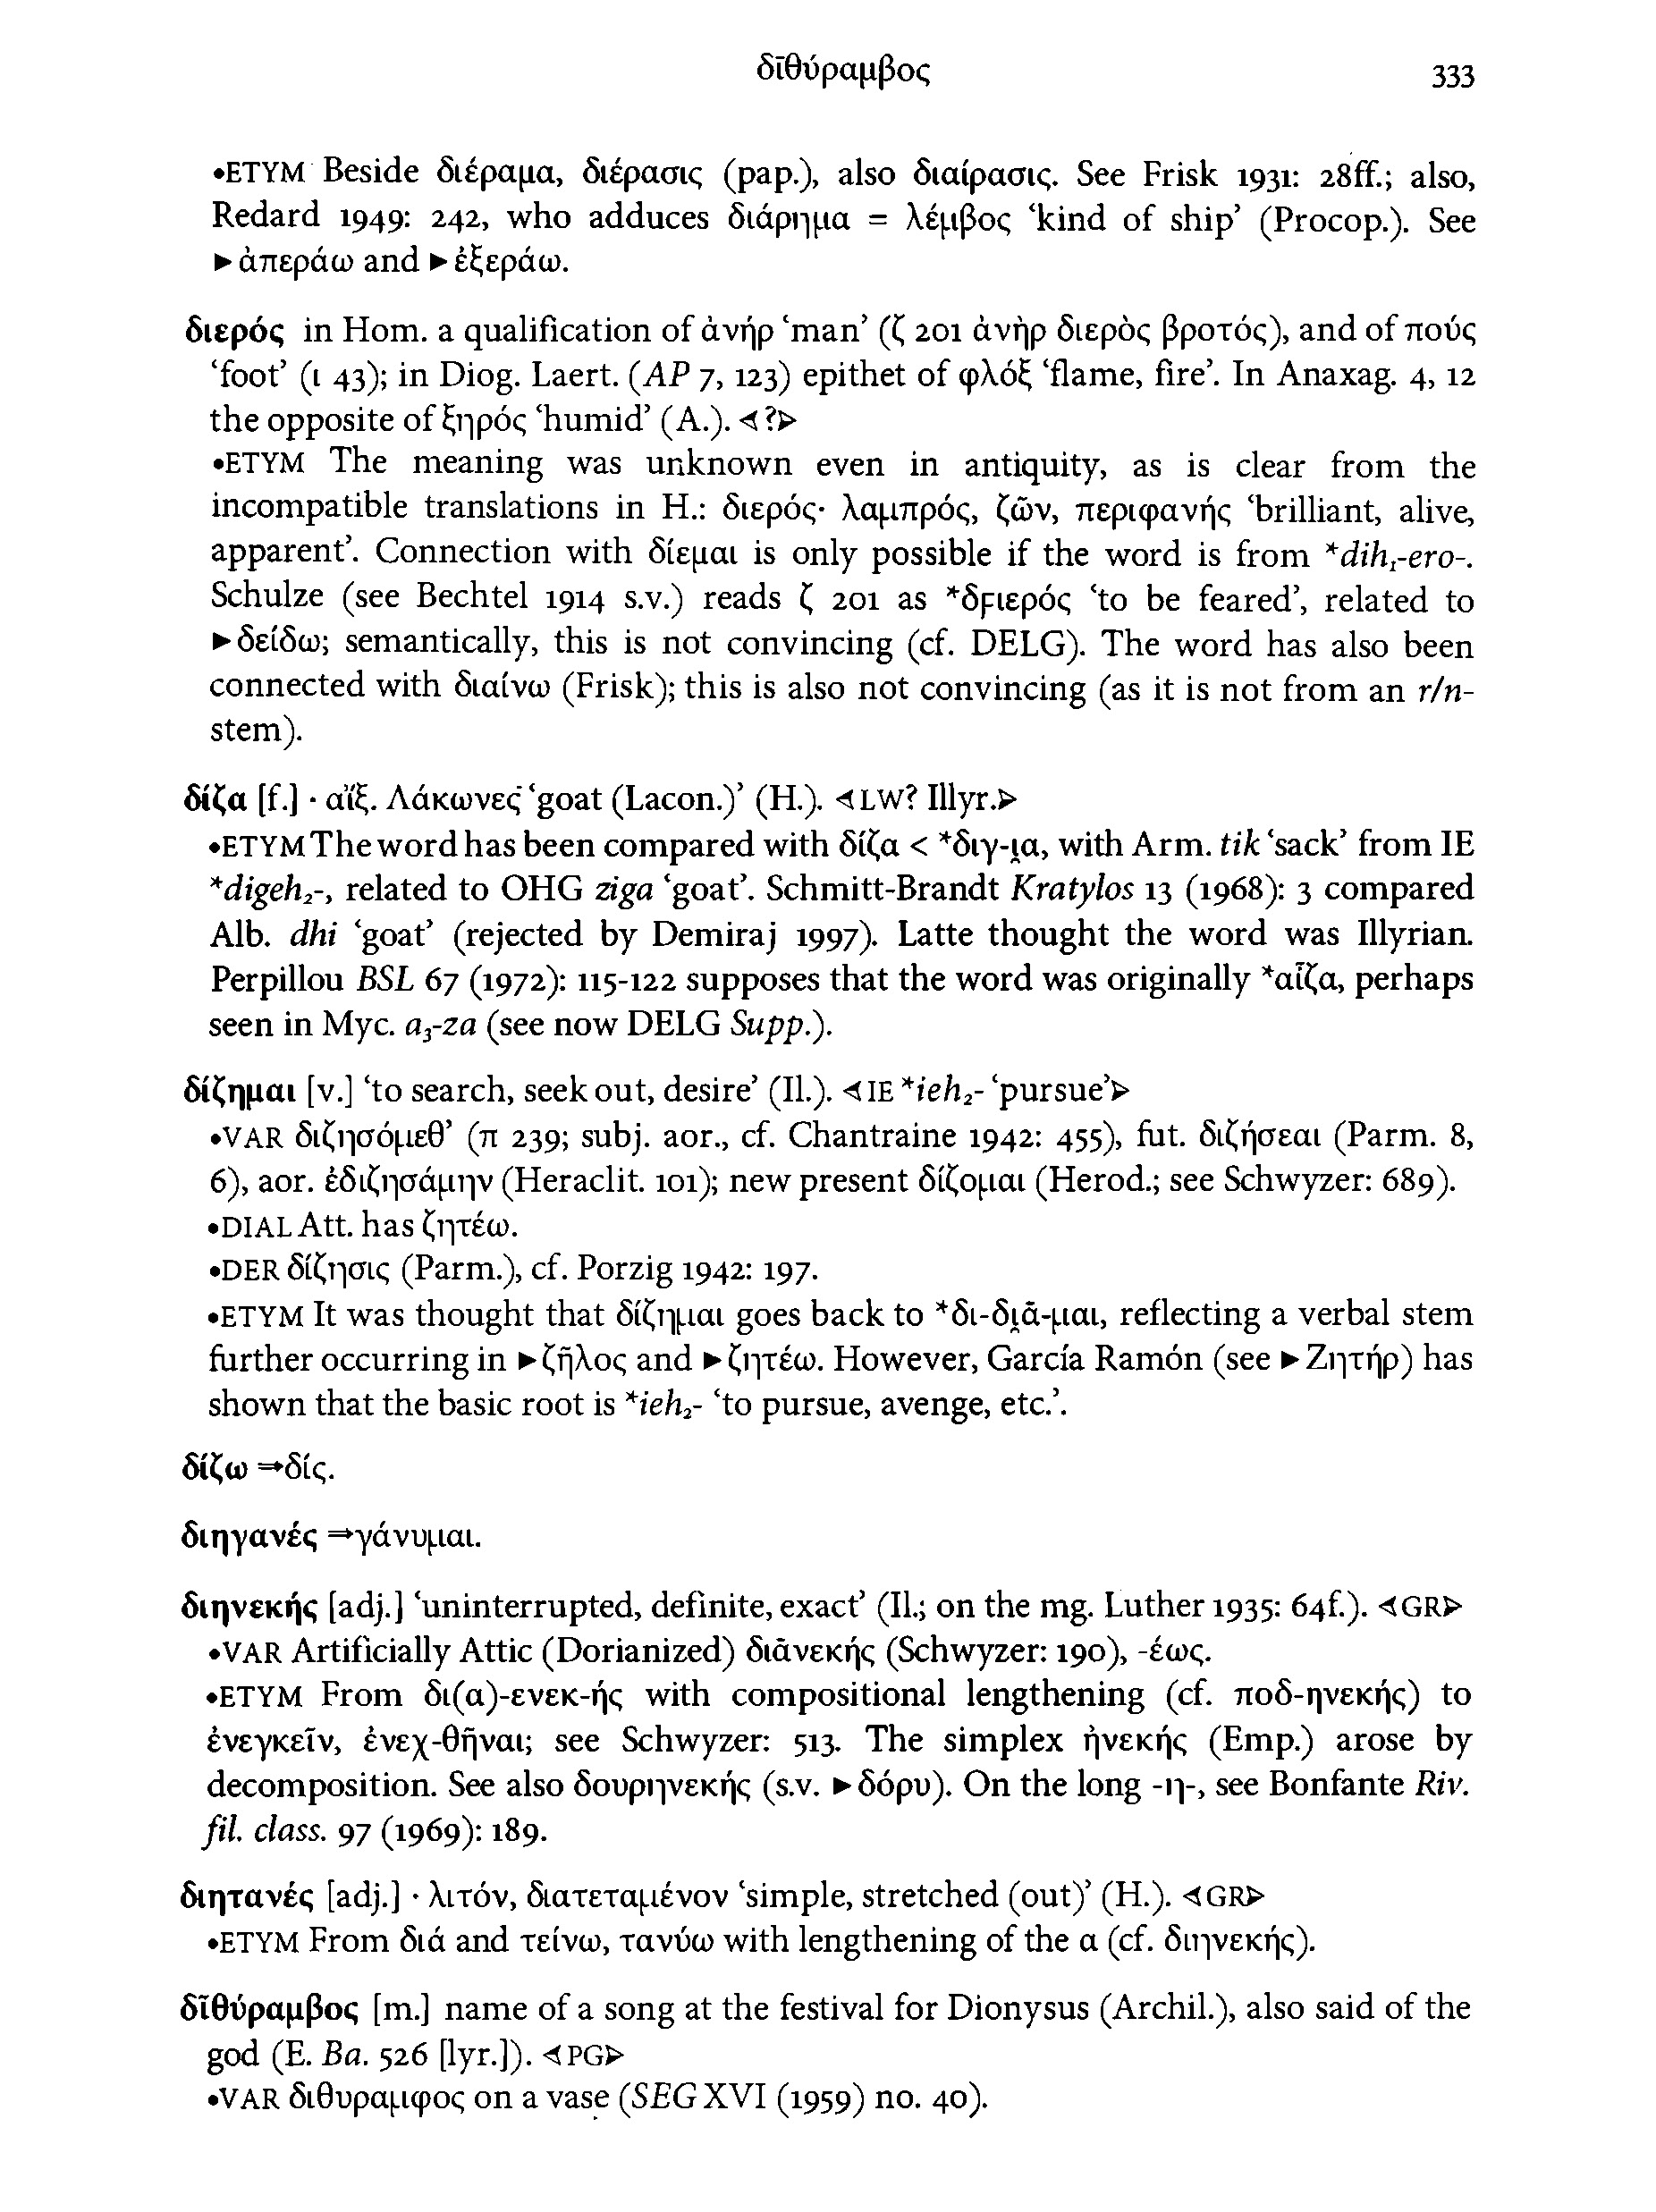 δῑθύραμβος 333
•ETYM Beside διέραμα, διέρασις (pap.), also διαίρασις. See Frisk 1931: 28ff.; also,
Redard 1949: 242, who adduces διάρημα = λέμβος ‘kind of ship’ (Procop.). See
►ἀπεράω and ►ἐξεράω.
διερός in Hom. a qualification of ἀνήρ ‘man’ (ζ 201 ἀνὴρ διερὸς βροτός), and of πούς
‘foot’ (ι 43); in Diog. Laert. (AP 7, 123) epithet of φλόξ ‘flame, fire’. In Anaxag. 4, 12
the opposite of ξηρός ‘humid’ (A.). ⊲?⊳
•ETYM The meaning was unknown even in antiquity, as is clear from the
incompatible translations in H.: διερός· λαμπρός, ζῶν, περιφανής ‘brilliant, alive,
apparent’. Connection with δίεμαι is only possible if the word is from *dih₁-ero-.
Schulze (see Bechtel 1914 s.v.) reads ζ 201 as *δϝιερός ‘to be feared’, related to
►δείδω; semantically, this is not convincing (cf. DELG). The word has also been
connected with διαίνω (Frisk); this is also not convincing (as it is not from an r/n-
stem).
δίζα [f.] · αἴξ. Λάκωνες ‘goat (Lacon.)’ (H.). ⊲LW? Illyr.⊳
•ETYM The word has been compared with δίζα < *διγ-ι̯α, with Arm. tik ‘sack’ from IE
*digeh₂-, related to OHG ziga ‘goat’. Schmitt-Brandt Kratylos 13 (1968): 3 compared
Alb. dhi ‘goat’ (rejected by Demiraj 1997). Latte thought the word was Illyrian.
Perpillou BSL 67 (1972): 115-122 supposes that the word was originally *αἶζα, perhaps
seen in Myc. a₃-za (see now DELG Supp.).
δίζημαι [v.] ‘to search, seek out, desire’ (Il.). ⊲IE *ieh₂- ‘pursue’⊳
•VAR διζησόμεθ’ (π 239; subj. aor., cf. Chantraine 1942: 455), fut. διζήσεαι (Parm. 8,
6), aor. ἐδιζησάμην (Heraclit. 101); new present δίζομαι (Herod.; see Schwyzer: 689).
•DIAL Att. has ζητέω.
•DER δίζησις (Parm.), cf. Porzig 1942: 197.
•ETYM It was thought that δίζημαι goes back to *δι-δι̯ᾱ-μαι, reflecting a verbal stem
further occurring in ►ζῆλος and ►ζητέω. However, García Ramón (see ►Ζητήρ) has
shown that the basic root is *ieh₂- ‘to pursue, avenge, etc.’.
δίζω ⇒δίς.
διηγανές ⇒γάνυμαι.
διηνεκής [adj.] ‘uninterrupted, definite, exact’ (Il.; on the mg. Luther 1935: 64f.). ⊲GR⊳
•VAR Artificially Attic (Dorianized) διᾱνεκής (Schwyzer: 190), -έως.
•ETYM From δι(α)-ενεκ-ής with compositional lengthening (cf. ποδ-ηνεκής) to
ἐνεγκεῖν, ἐνεχ-θῆναι; see Schwyzer: 513. The simplex ἠνεκής (Emp.) arose by
decomposition. See also δουρηνεκής (s.v. ►δόρυ). On the long -η-, see Bonfante Riv.
fil. class. 97 (1969): 189.
διητανές [adj.] · λιτόν, διατεταμένον ‘simple, stretched (out)’ (H.). ⊲GR⊳
•ETYM From διά and τείνω, τανύω with lengthening of the α (cf. διηνεκής).
δῑθύραμβος [m.] name of a song at the festival for Dionysus (Archil.), also said of the
god (E. Ba. 526 [lyr.]). ⊲PG⊳
•VAR διθυραμφος on a vase (SEG XVI (1959) no. 40).